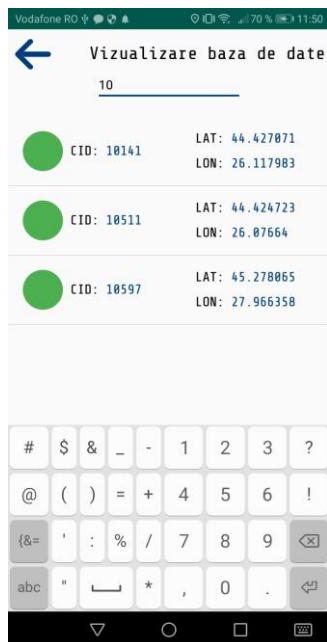 Vodafone RO 70 % 11:50
Vizualizare baza de date
10
CID: 10141
LAT: 44.427071
LON: 26.117983
CID: 10511
LAT: 44.424723
LON: 26.07664
CID: 10597
LAT: 45.278065
LON: 27.966358
# $ & _ - 1 2 3 ?
@ ( ) = + 4 5 6 !
{&= ' : % / 7 8 9
abc " * , 0 .